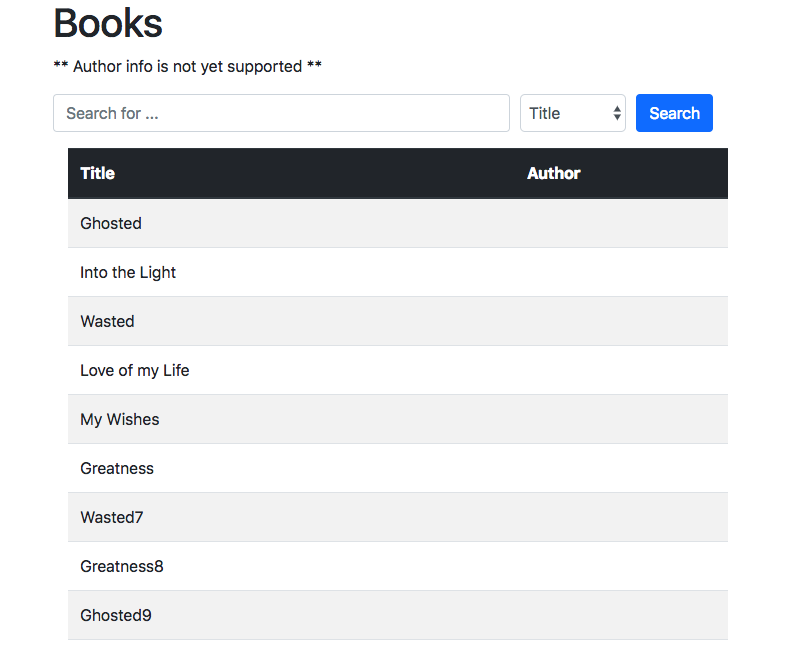 Books
** Author info is not yet supported **
Search for ... Title Search
Title Author
Ghosted
Into the Light
Wasted
Love of my Life
My Wishes
Greatness
Wasted7
Greatness8
Ghosted9